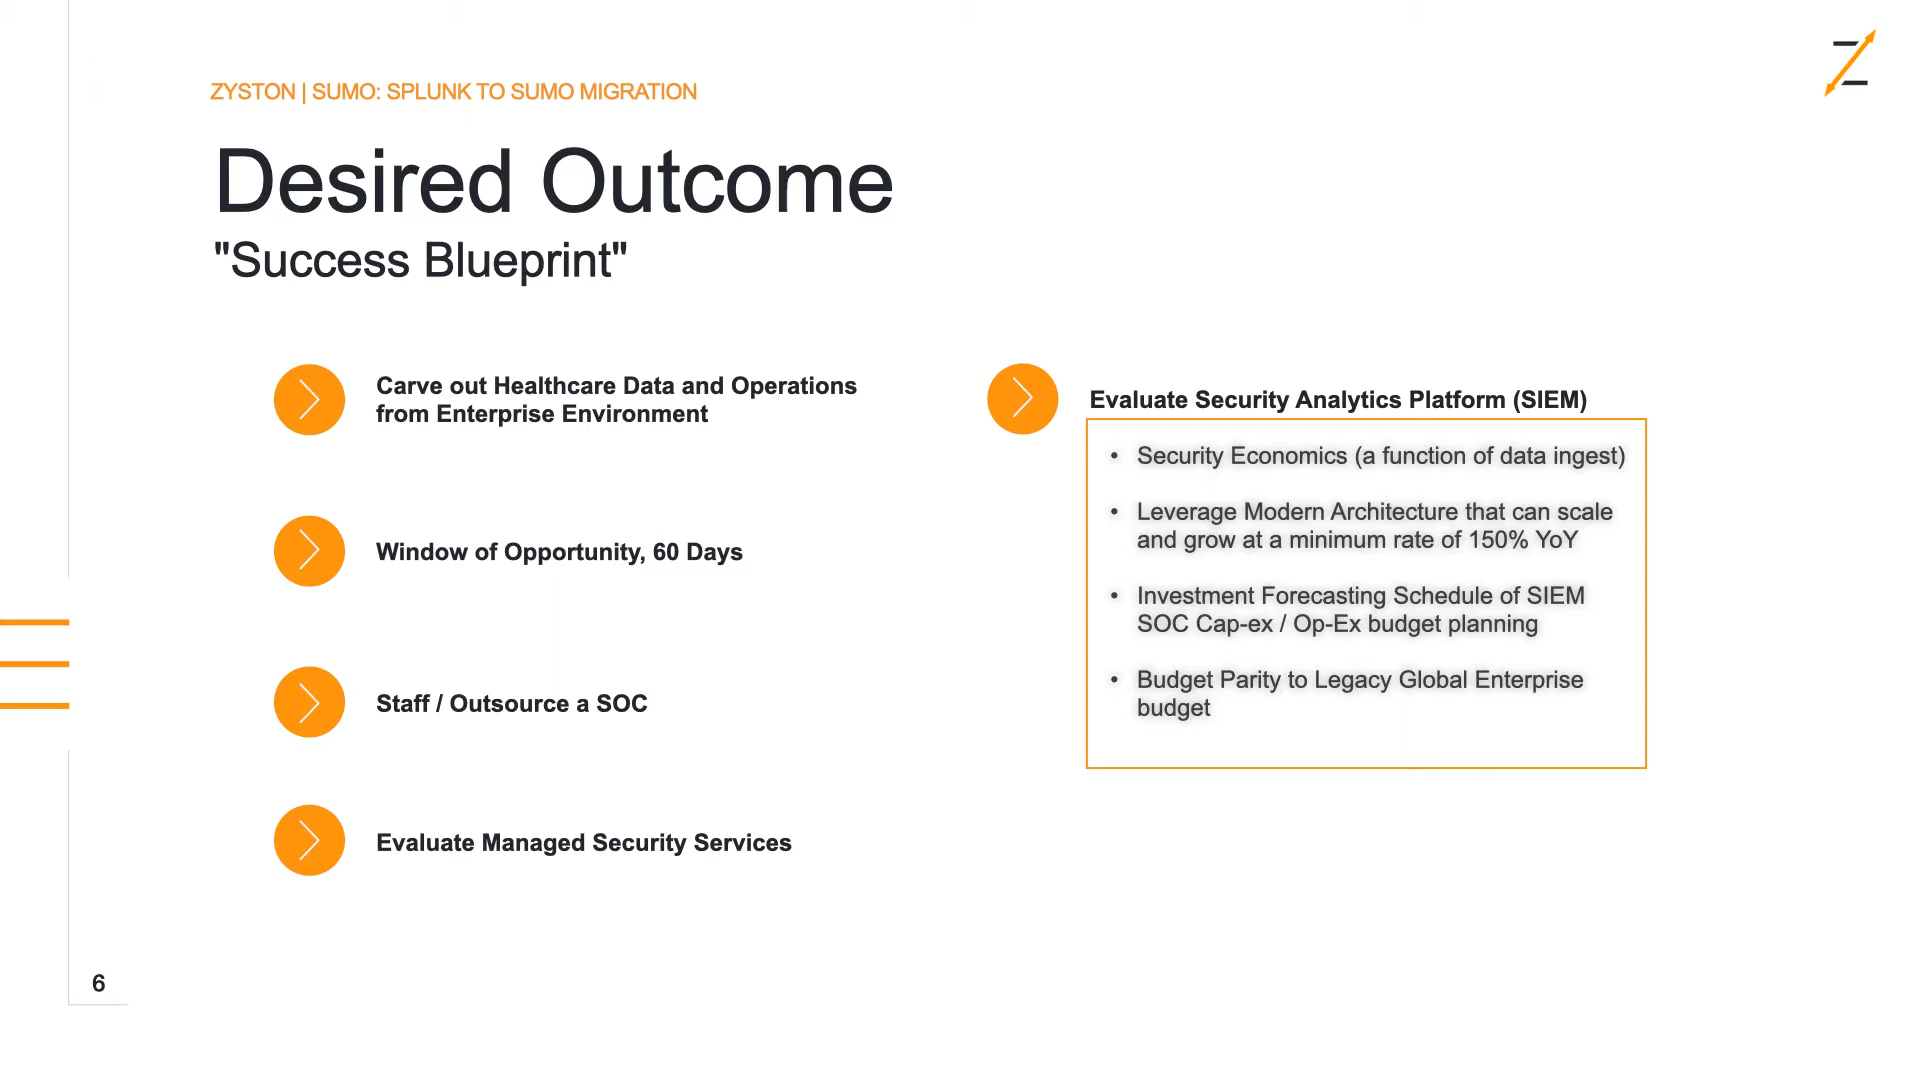 ZYSTON | SUMO: SPLUNK TO SUMO MIGRATION
Desired Outcome
"Success Blueprint"
Carve out Healthcare Data and Operations
from Enterprise Environment
Window of Opportunity, 60 Days
Staff / Outsource a SOC
Evaluate Managed Security Services
Evaluate Security Analytics Platform (SIEM)
• Security Economics (a function of data ingest)
• Leverage Modern Architecture that can scale
and grow at a minimum rate of 150% YoY
• Investment Forecasting Schedule of SIEM
SOC Cap-ex / Op-Ex budget planning
• Budget Parity to Legacy Global Enterprise
budget
6